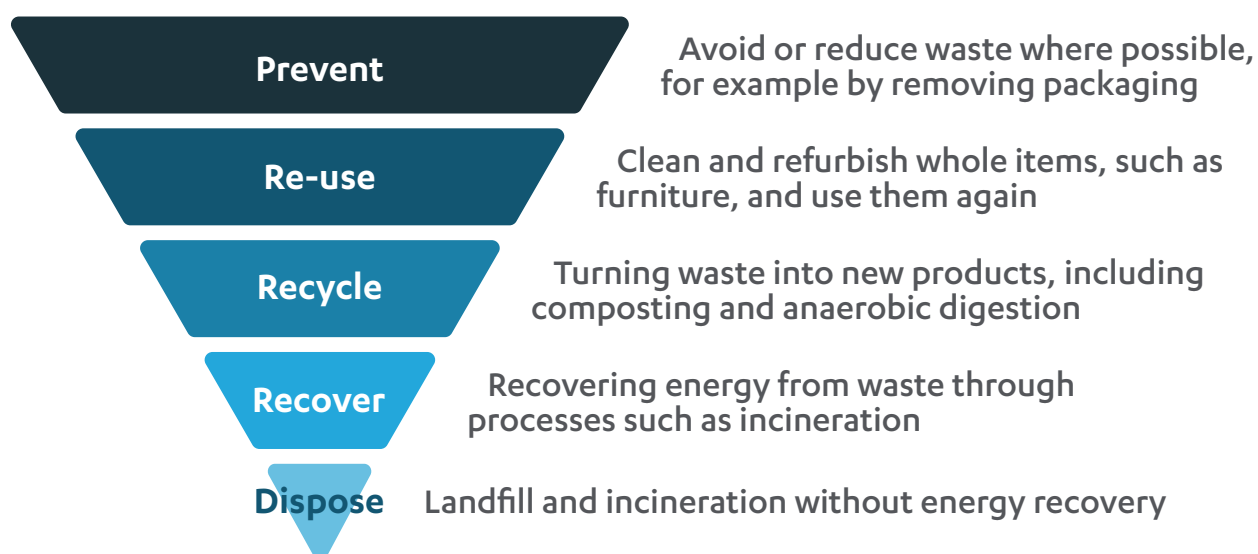 Prevent
Avoid or reduce waste where possible,
for example by removing packaging
Re-use
Clean and refurbish whole items, such as
furniture, and use them again
Recycle
Turning waste into new products, including
composting and anaerobic digestion
Recover
Recovering energy from waste through
processes such as incineration
Dispose
Landfill and incineration without energy recovery